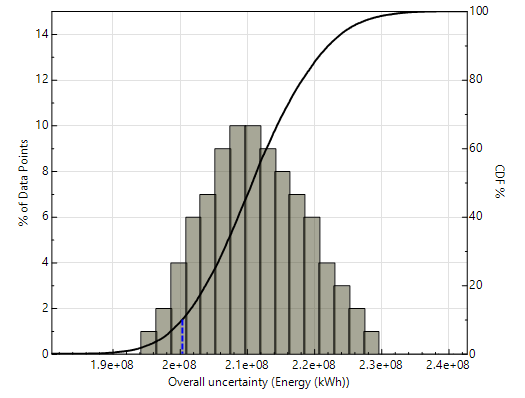 14
12
10
8
6
4
2
0
% of Data Points
100
80
60
40
20
0
CDF %
1.9e+08
2e+08
2.1e+08
2.2e+08
2.3e+08
2.4e+08
Overall uncertainty (Energy (kWh))